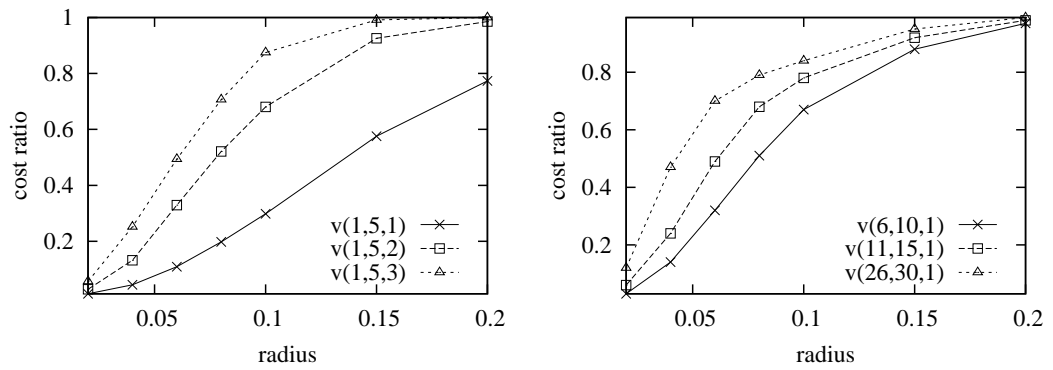 1
0.8
0.6
0.4
0.2
cost ratio
v(1,5,1)
v(1,5,2)
v(1,5,3)
0.05
0.1
0.15
0.2
radius
0.8
0.6
0.4
0.2
cost ratio
v(6,10,1)
v(11,15,1)
v(26,30,1)
0.05
0.1
0.15
0.2
radius